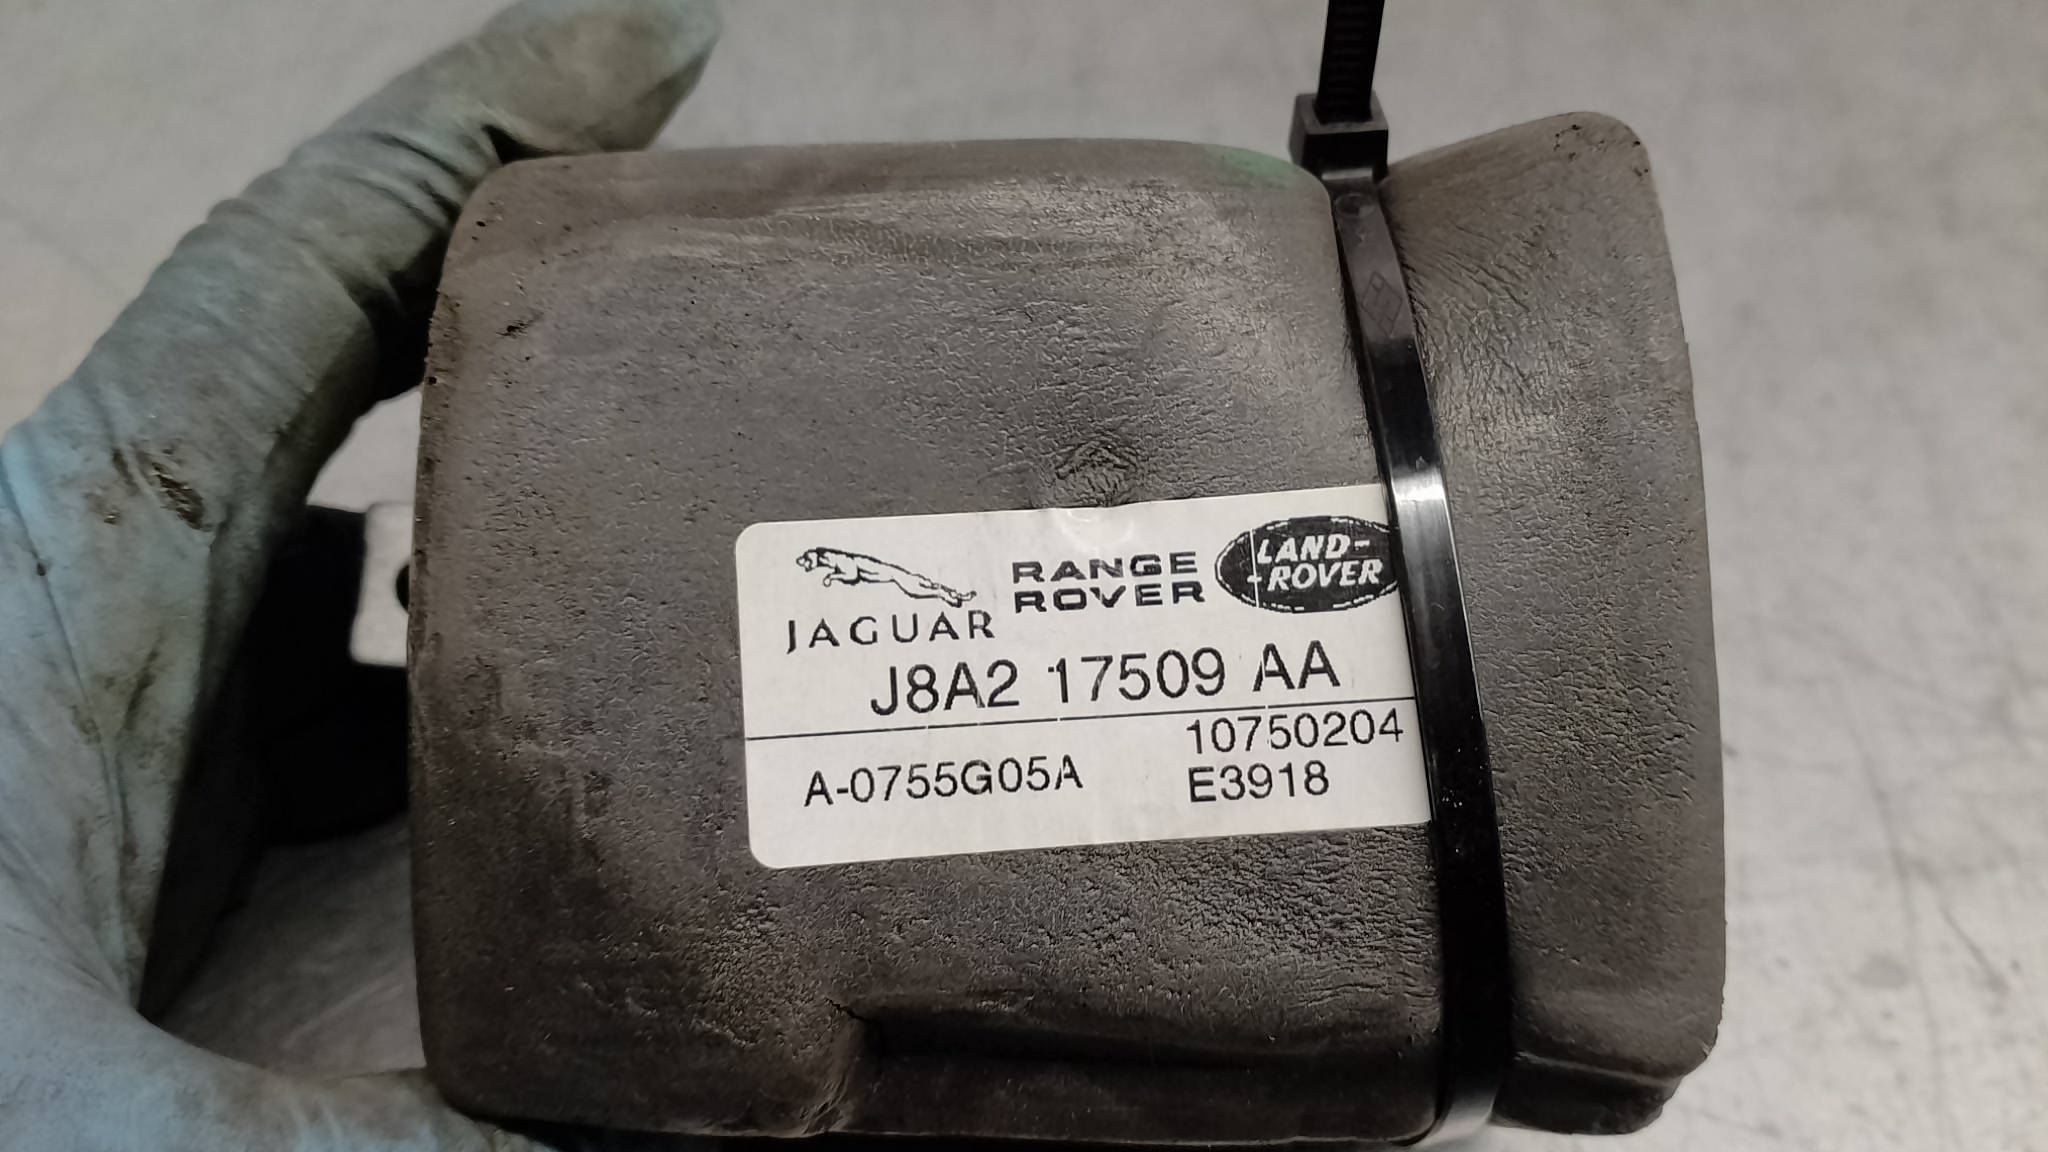 JAGUAR
RANGE
ROVER
LAND-
-ROVER
J8A2 17509 AA
A-0755G05A
10750204
E3918